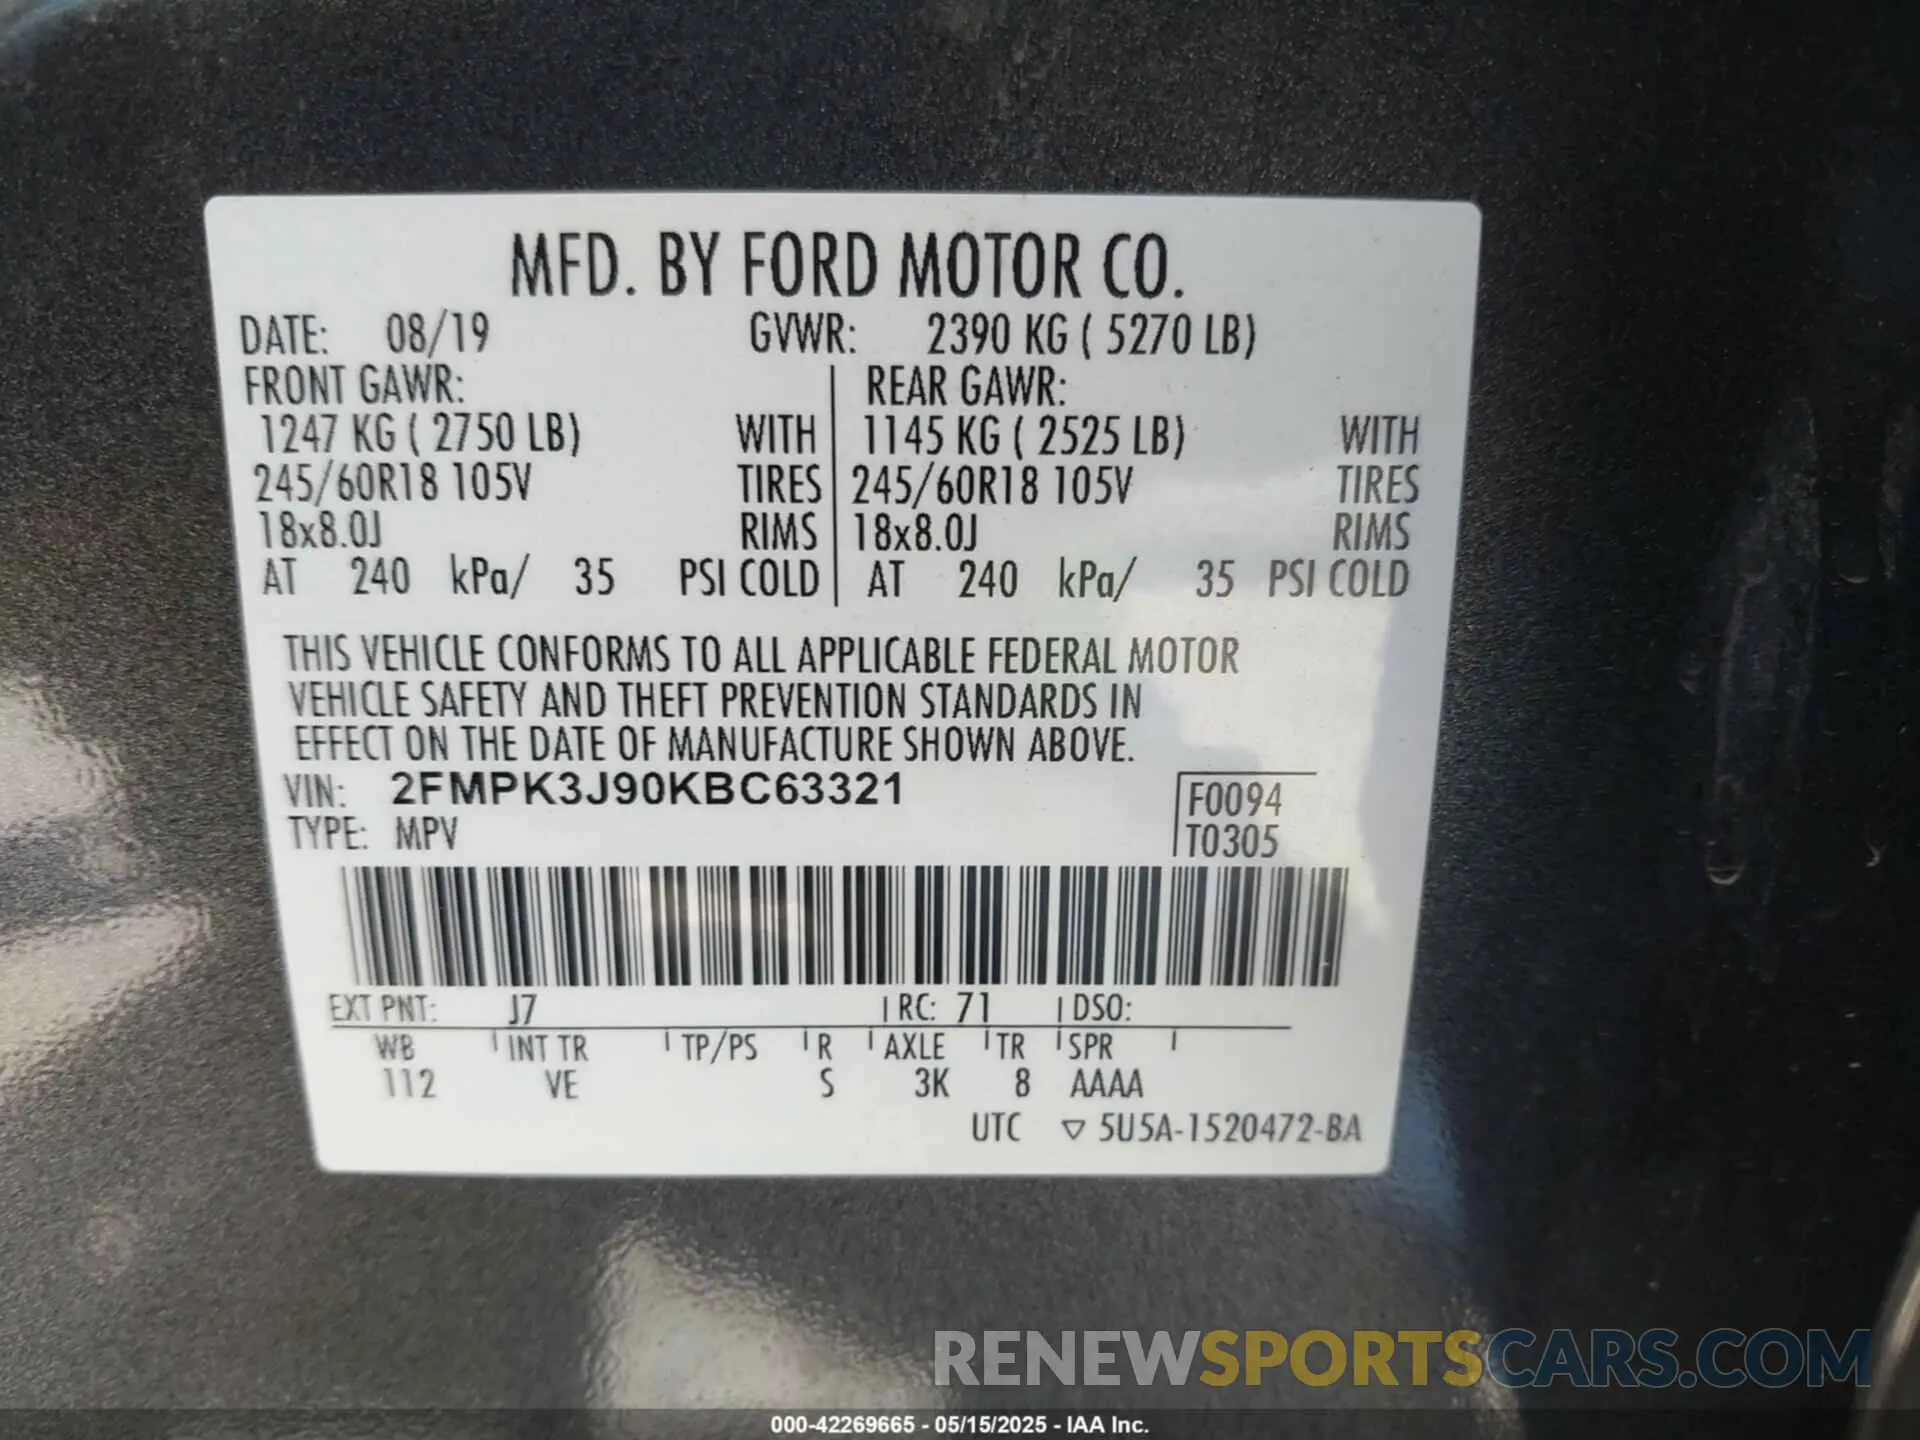 MFD. BY FORD MOTOR CO.
DATE: 08/19 GVWR: 2390 KG ( 5270 LB)
FRONT GAWR: REAR GAWR:
1247 KG ( 2750 LB) WITH 1145 KG ( 2525 LB) WITH
245/60R18 105V TIRES 245/60R18 105V TIRES
18x8.0J RIMS 18x8.0J RIMS
AT 240 kPa/ 35 PSI COLD AT 240 kPa/ 35 PSI COLD
THIS VEHICLE CONFORMS TO ALL APPLICABLE FEDERAL MOTOR
VEHICLE SAFETY AND THEFT PREVENTION STANDARDS IN
EFFECT ON THE DATE OF MANUFACTURE SHOWN ABOVE.
VIN: 2FMPK3J90KBC63321 F0094
TYPE: MPV T0305
EXT PNT: J7 RC: 71 DSO:
WB INT TR TP/PS R AXLE TR SPR
112 VE S 3K 8 AAAA
UTC ▽ 5U5A-1520472-BA
RENEWSPORTSCARS.COM
000-42269665 - 05/15/2025 - IAA Inc.